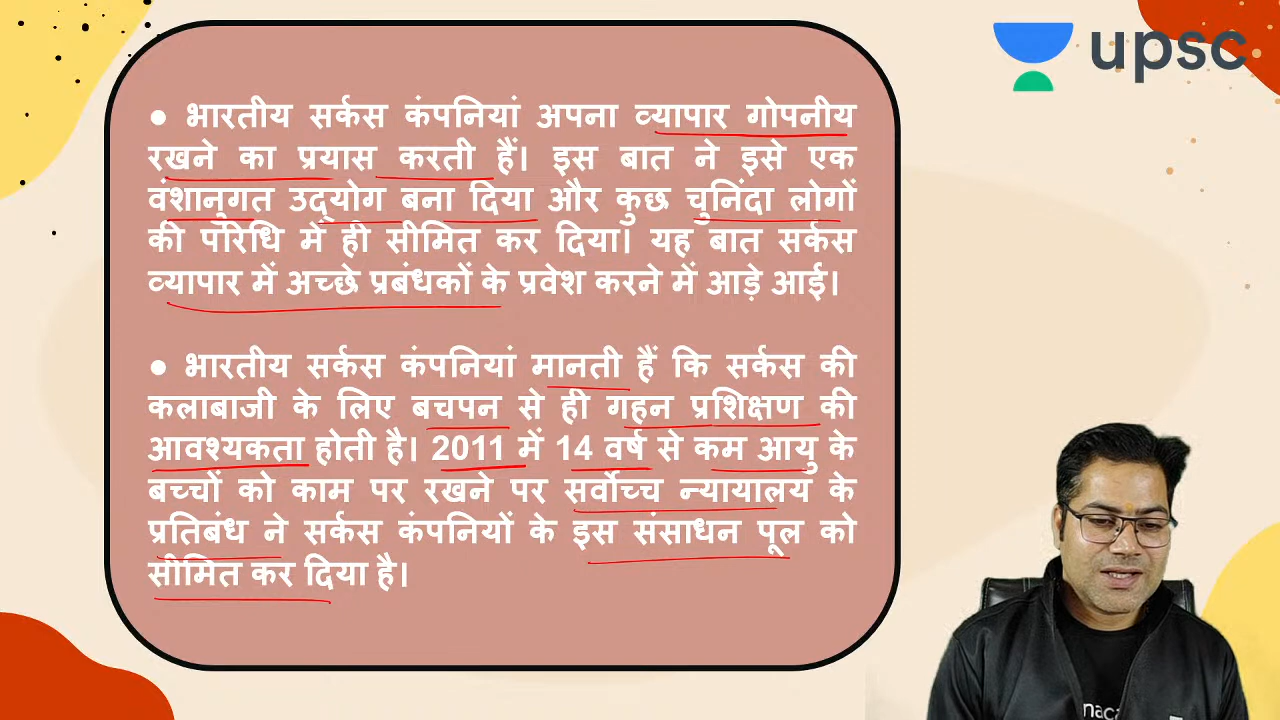 upsc
● भारतीय सर्कस कंपनियां अपना व्यापार गोपनीय
रखने का प्रयास करती हैं। इस बात ने इसे एक
वंशानुगत उद्योग बना दिया और कुछ चुनिंदा लोगों
की परिधि में ही सीमित कर दिया। यह बात सर्कस
व्यापार में अच्छे प्रबंधकों के प्रवेश करने में आड़े आई।
● भारतीय सर्कस कंपनियां मानती हैं कि सर्कस की
कलाबाजी के लिए बचपन से ही गहन प्रशिक्षण की
आवश्यकता होती है। 2011 में 14 वर्ष से कम आयु के
बच्चों को काम पर रखने पर सर्वोच्च न्यायालय के
प्रतिबंध ने सर्कस कंपनियों के इस संसाधन पूल को
सीमित कर दिया है।